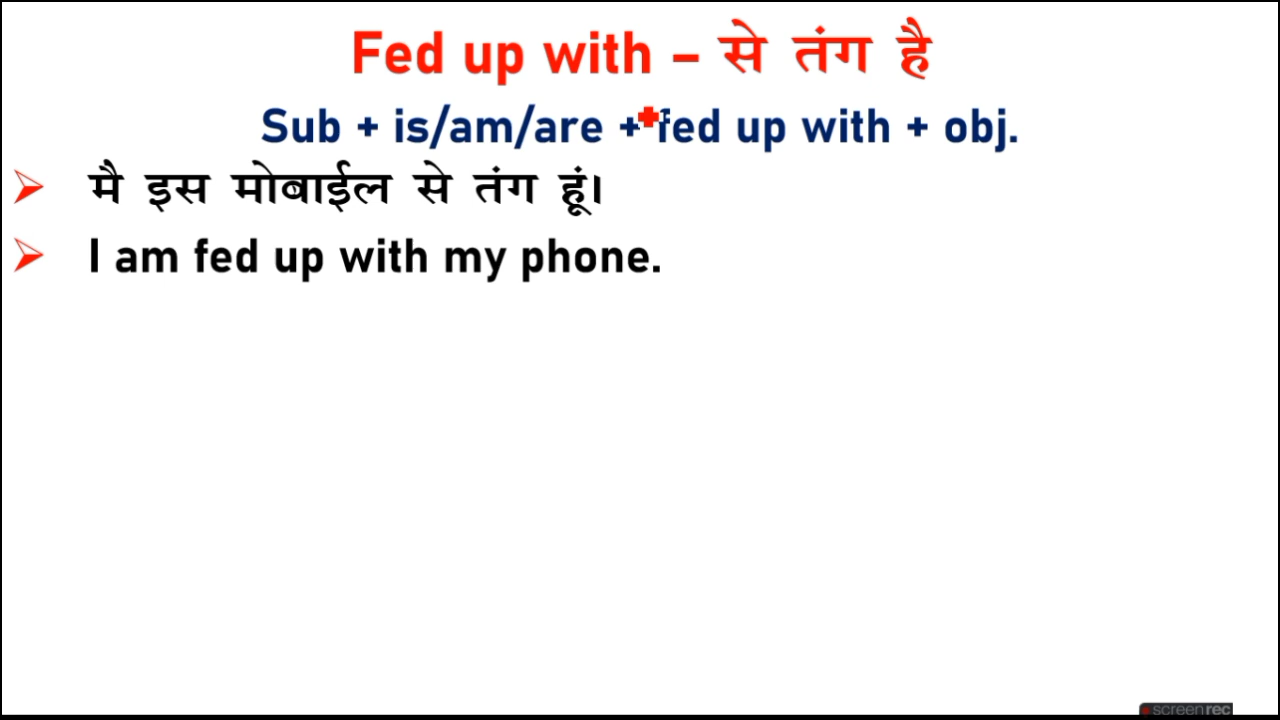 Fed up with – से तंग है
Sub + is/am/are + fed up with + obj.
मै इस मोबाईल से तंग हूं।
I am fed up with my phone.
screenrec